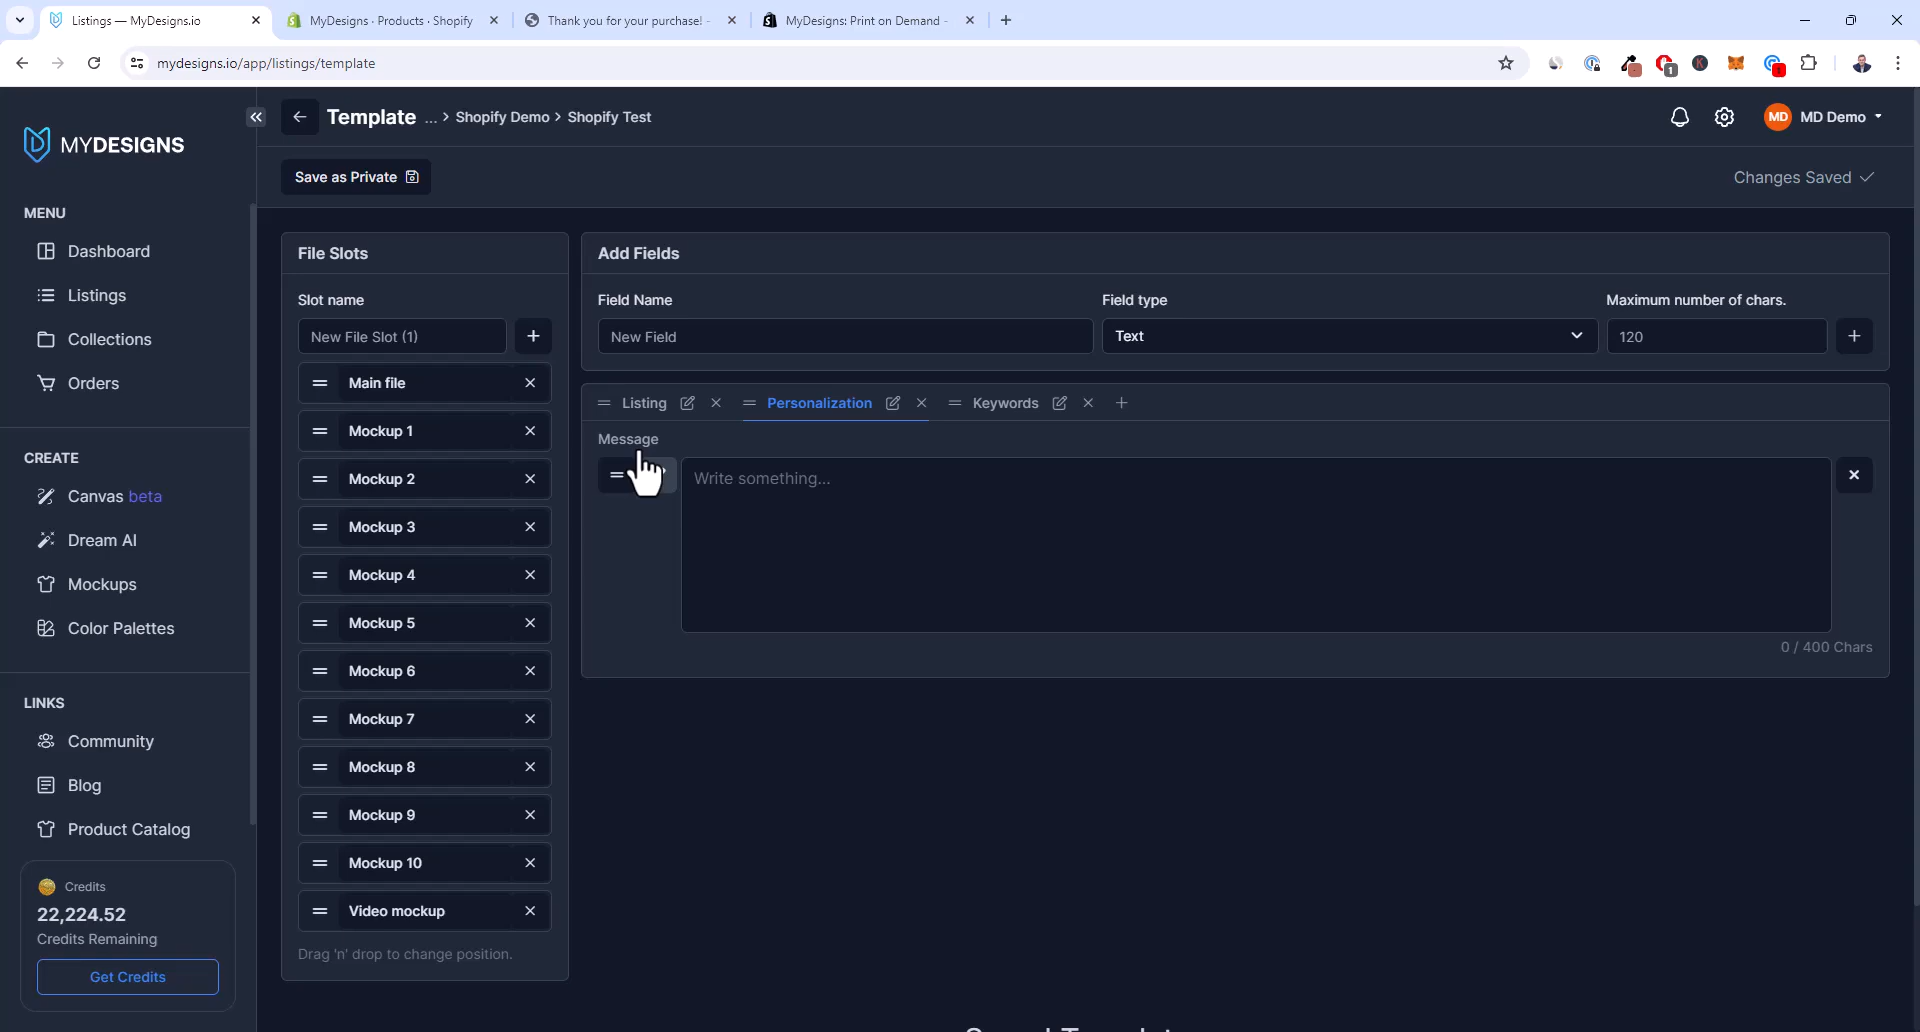 Listings — MyDesigns.io
MyDesigns · Products · Shopify
Thank you for your purchase! -
MyDesigns: Print on Demand -
mydesigns.io/app/listings/template
1
MYDESIGNS
Template ... > Shopify Demo > Shopify Test
MD MD Demo
Save as Private
Changes Saved
MENU
Dashboard
Listings
Collections
Orders
CREATE
Canvas beta
Dream AI
Mockups
Color Palettes
LINKS
Community
Blog
Product Catalog
Credits
22,224.52
Credits Remaining
Get Credits
File Slots
Slot name
New File Slot (1)
Main file
Mockup 1
Mockup 2
Mockup 3
Mockup 4
Mockup 5
Mockup 6
Mockup 7
Mockup 8
Mockup 9
Mockup 10
Video mockup
Drag 'n' drop to change position.
Add Fields
Field Name
Field type
Maximum number of chars.
New Field
Text
120
Listing
Personalization
Keywords
Message
Write something...
0 / 400 Chars